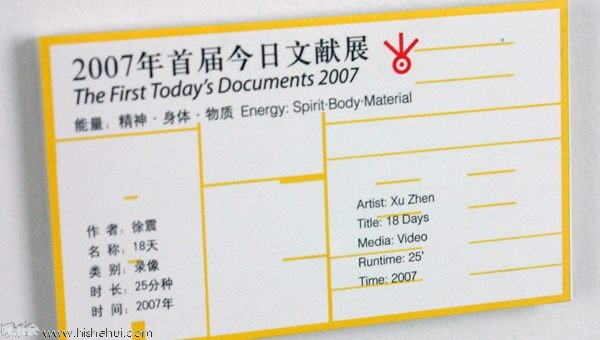 2007年首届今日文献展
The First Today's Documents 2007
能量：精神·身体·物质 Energy: Spirit·Body·Material
作 者：徐震
名 称：18天
类 别：录像
时 长：25分种
时 间：2007年
Artist: Xu Zhen
Title: 18 Days
Media: Video
Runtime: 25'
Time: 2007
www.hisherhui.com